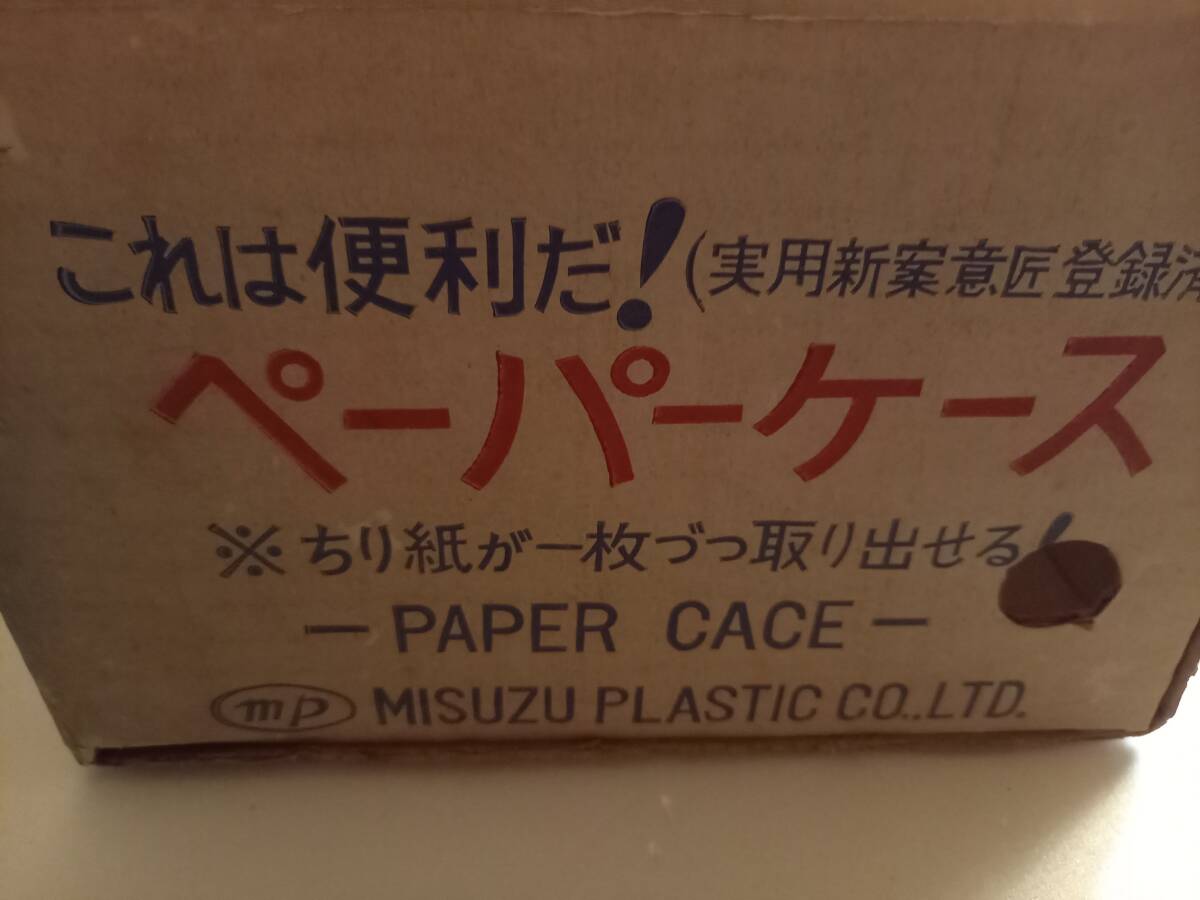 これは便利だ!(実用新案意匠登録済
ペーパーケース
※ちり紙が一枚づつ取り出せる!
— PAPER CACE —
mp MISUZU PLASTIC CO.,LTD.